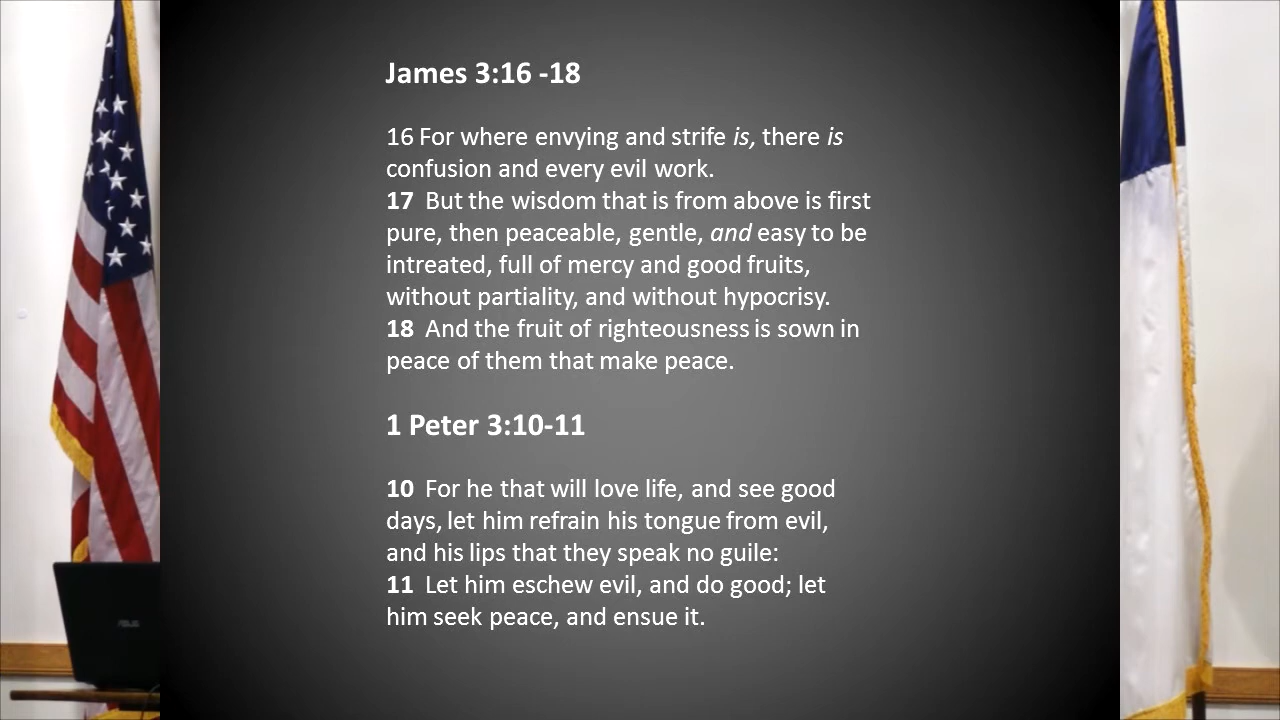 James 3:16 -18
16 For where envying and strife is, there is
confusion and every evil work.
17 But the wisdom that is from above is first
pure, then peaceable, gentle, and easy to be
intreated, full of mercy and good fruits,
without partiality, and without hypocrisy.
18 And the fruit of righteousness is sown in
peace of them that make peace.
1 Peter 3:10-11
10 For he that will love life, and see good
days, let him refrain his tongue from evil,
and his lips that they speak no guile:
11 Let him eschew evil, and do good; let
him seek peace, and ensue it.
ASUS